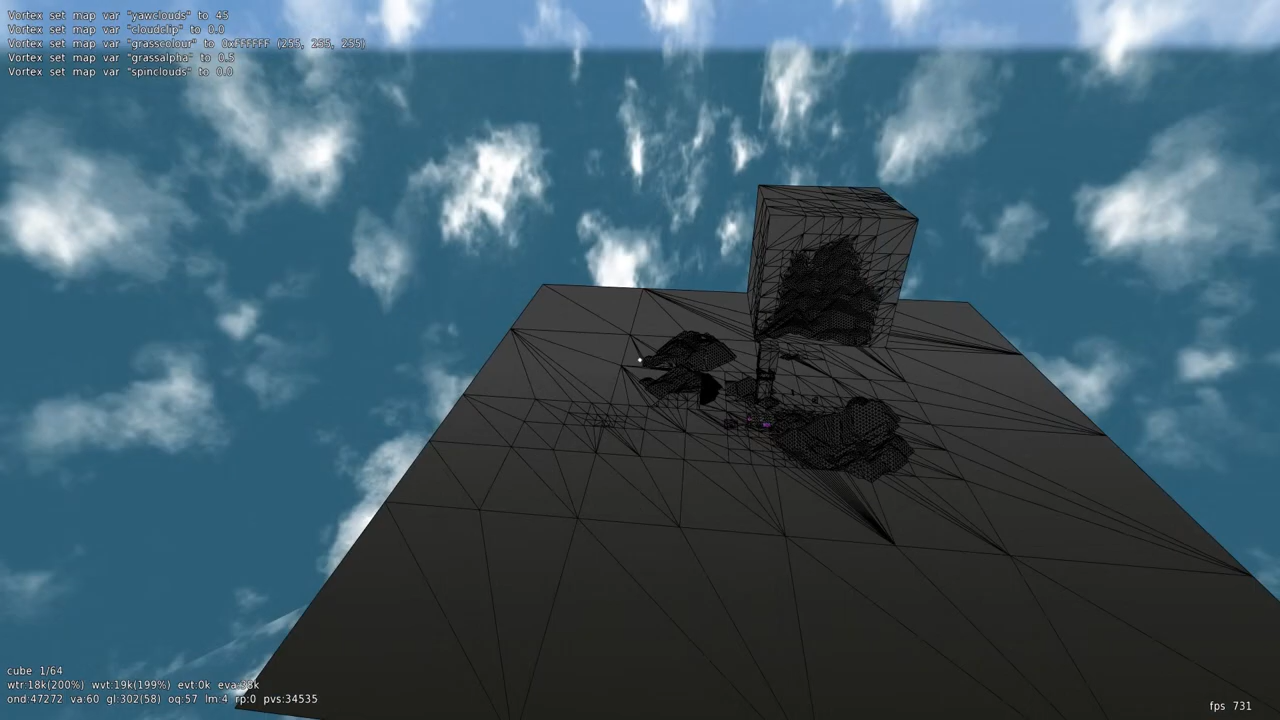 Vortex set map var "yawclouds" to 45
Vortex set map var "cloudclip" to 0.0
Vortex set map var "grasscolour" to 0xFFFFFF (255, 255, 255)
Vortex set map var "grassalpha" to 0.5
Vortex set map var "spinclouds" to 0.0
cube 1/64
wtr:18k(200%) wvt:19k(199%) evt:0k eva:38k
ond:47272 va:60 gl:302(58) oq:57 lm:4 rp:0 pvs:34535
fps 731